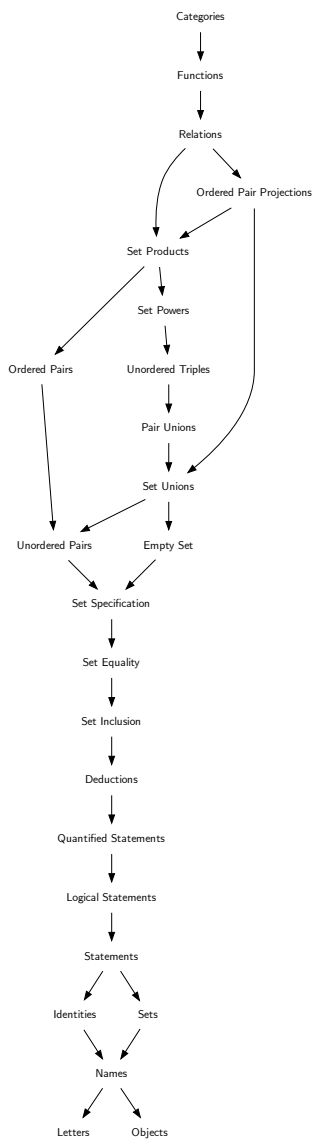 Categories
Functions
Relations
Ordered Pair Projections
Set Products
Set Powers
Ordered Pairs
Unordered Triples
Pair Unions
Set Unions
Unordered Pairs
Empty Set
Set Specification
Set Equality
Set Inclusion
Deductions
Quantified Statements
Logical Statements
Statements
Identities
Sets
Names
Letters
Objects